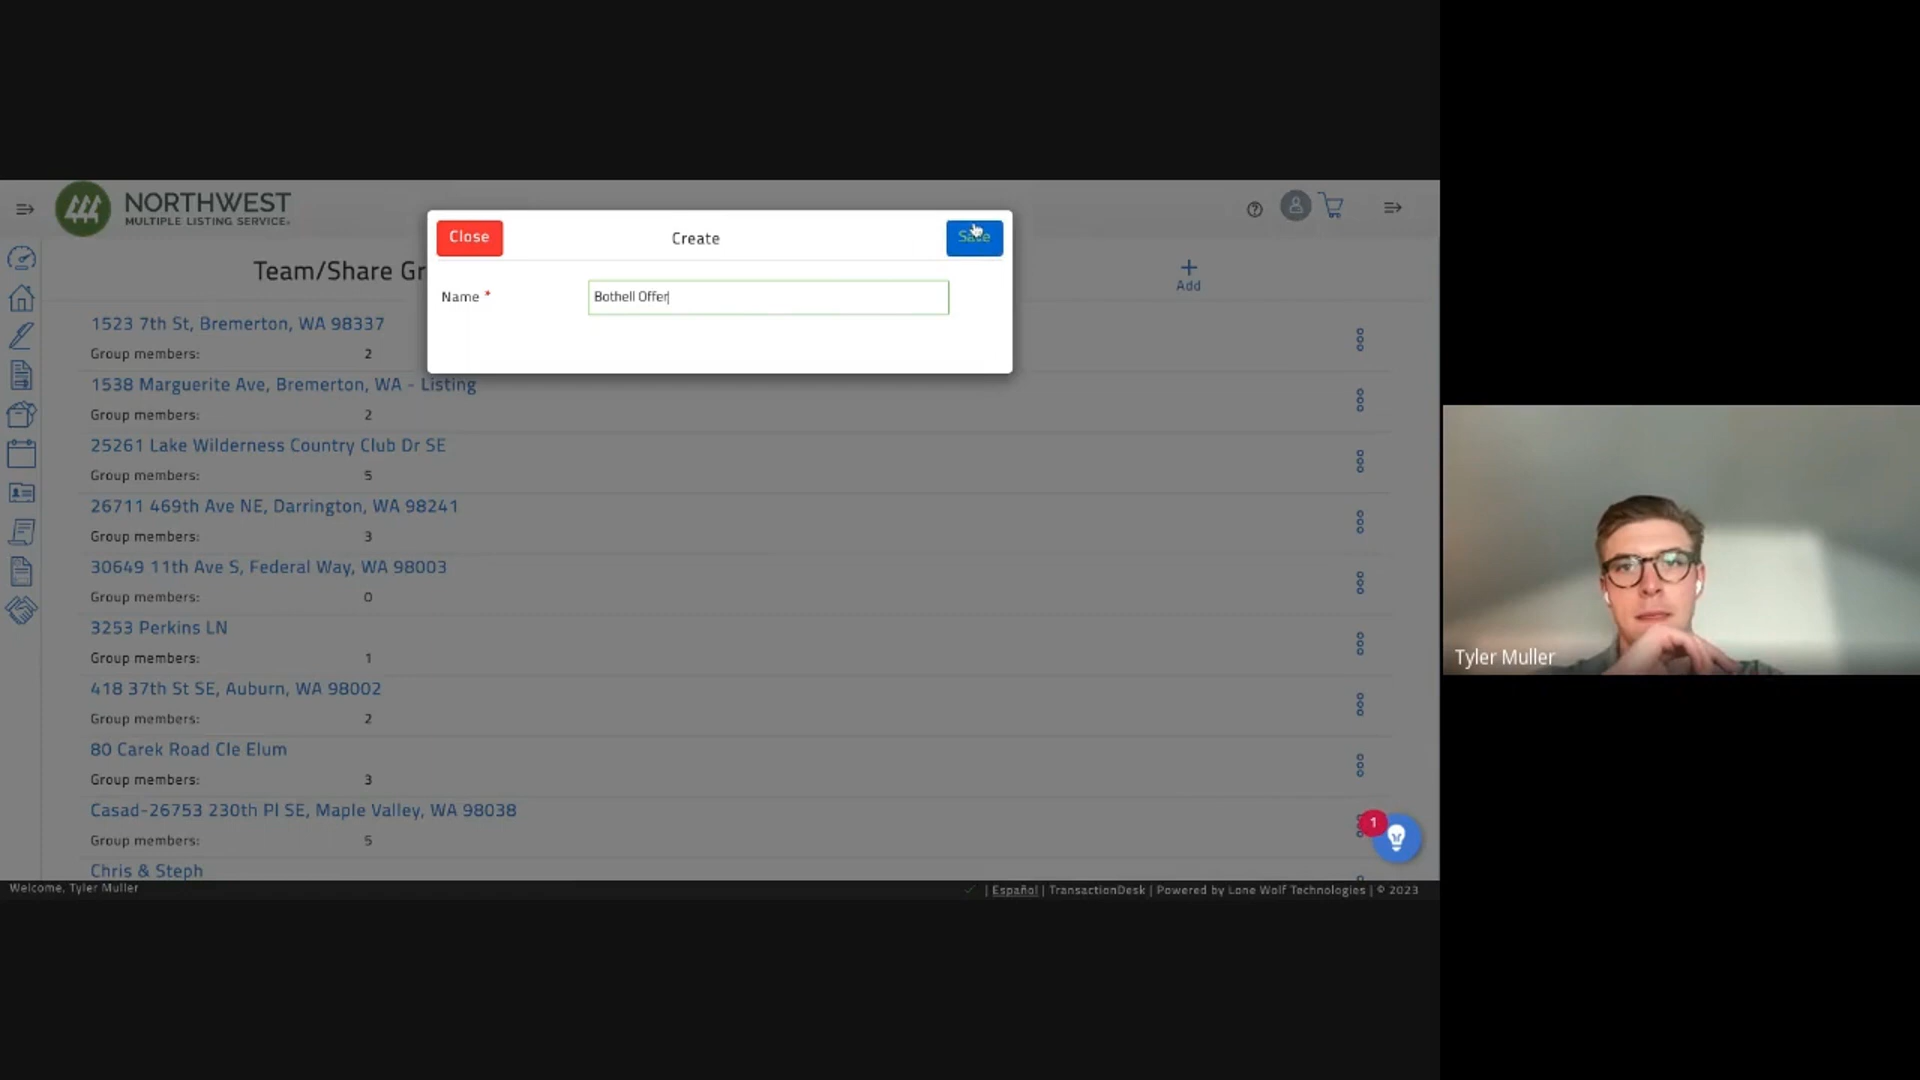 NORTHWEST
MULTIPLE LISTING SERVICE
Close
Create
Save
Name *
Bothell Offer
Team/Share Gr
Add
1523 7th St, Bremerton, WA 98337
Group members: 2
1538 Marguerite Ave, Bremerton, WA - Listing
Group members: 2
25261 Lake Wilderness Country Club Dr SE
Group members: 5
26711 469th Ave NE, Darrington, WA 98241
Group members: 3
30649 11th Ave S, Federal Way, WA 98003
Group members: 0
3253 Perkins LN
Group members: 1
418 37th St SE, Auburn, WA 98002
Group members: 2
80 Carek Road Cle Elum
Group members: 3
Casad-26753 230th Pl SE, Maple Valley, WA 98038
Group members: 5
1
Chris & Steph
Welcome, Tyler Muller
| Español | TransactionDesk | Powered by Lone Wolf Technologies | © 2023
Tyler Muller